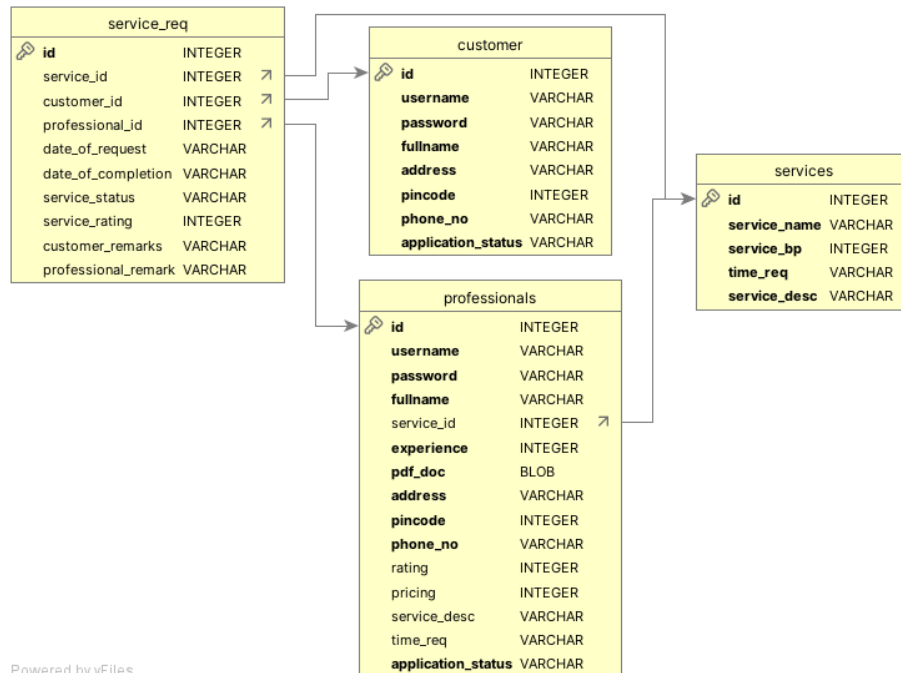 service_req
id INTEGER
service_id INTEGER
customer_id INTEGER
professional_id INTEGER
date_of_request VARCHAR
date_of_completion VARCHAR
service_status VARCHAR
service_rating INTEGER
customer_remarks VARCHAR
professional_remark VARCHAR
customer
id INTEGER
username VARCHAR
password VARCHAR
fullname VARCHAR
address VARCHAR
pincode INTEGER
phone_no VARCHAR
application_status VARCHAR
services
id INTEGER
service_name VARCHAR
service_bp INTEGER
time_req VARCHAR
service_desc VARCHAR
professionals
id INTEGER
username VARCHAR
password VARCHAR
fullname VARCHAR
service_id INTEGER
experience INTEGER
pdf_doc BLOB
address VARCHAR
pincode INTEGER
phone_no VARCHAR
rating INTEGER
pricing INTEGER
service_desc VARCHAR
time_req VARCHAR
application_status VARCHAR
Powered by yFiles